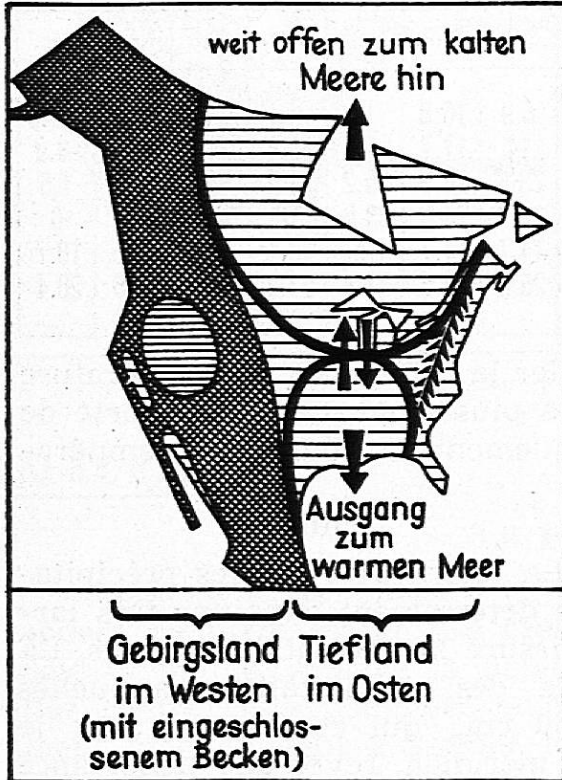 weit offen zum kalten
Meere hin
Ausgang
zum
warmen Meer
Gebirgsland
im Westen
(mit eingeschlos-
senem Becken)
Tiefland
im Osten